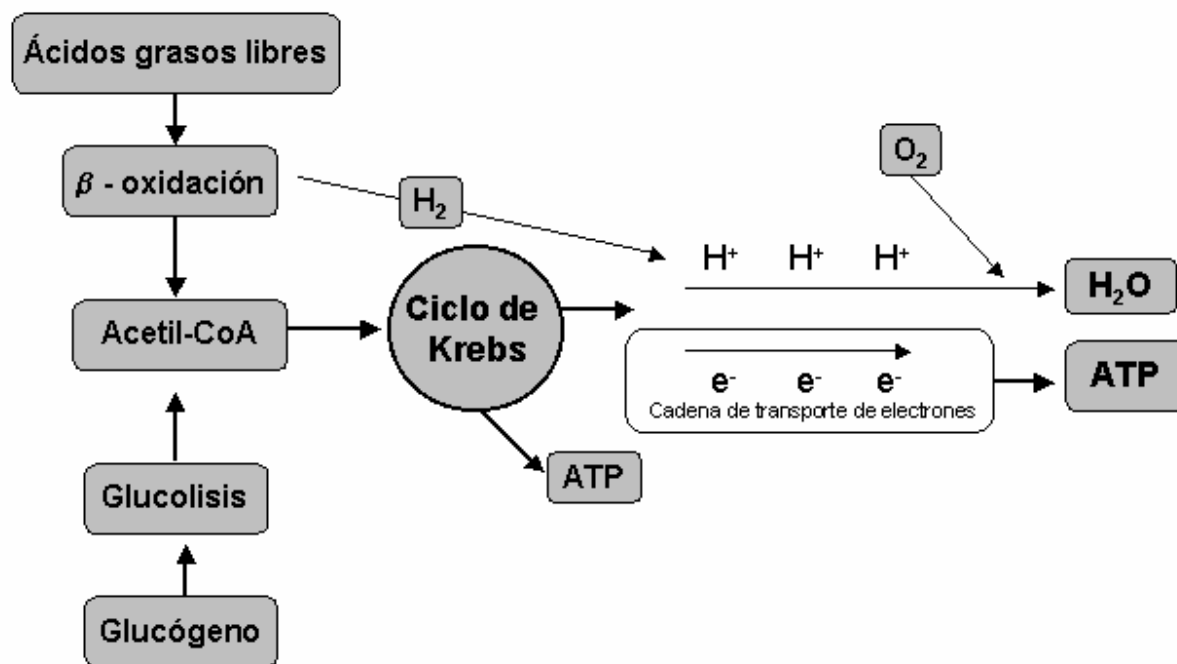 Ácidos grasos libres
β - oxidación
H₂
O₂
H⁺ H⁺ H⁺
H₂O
Acetil-CoA
Ciclo de
Krebs
e⁻ e⁻ e⁻
Cadena de transporte de electrones
ATP
ATP
Glucolisis
Glucógeno